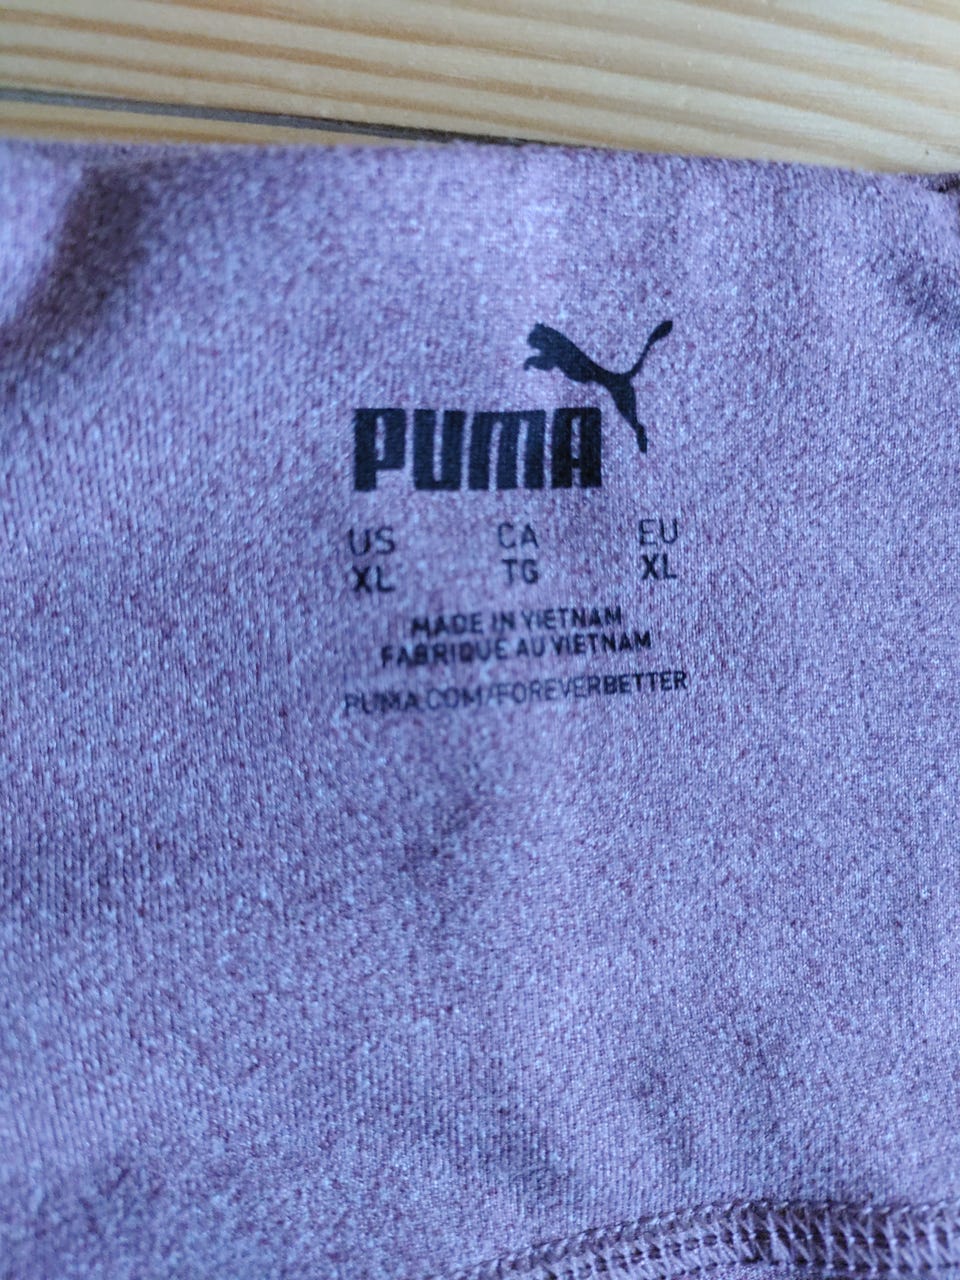 PUMA
US CA EU
XL TG XL
MADE IN VIETNAM
FABRIQUE AU VIETNAM
PUMA.COM/FOREVERBETTER